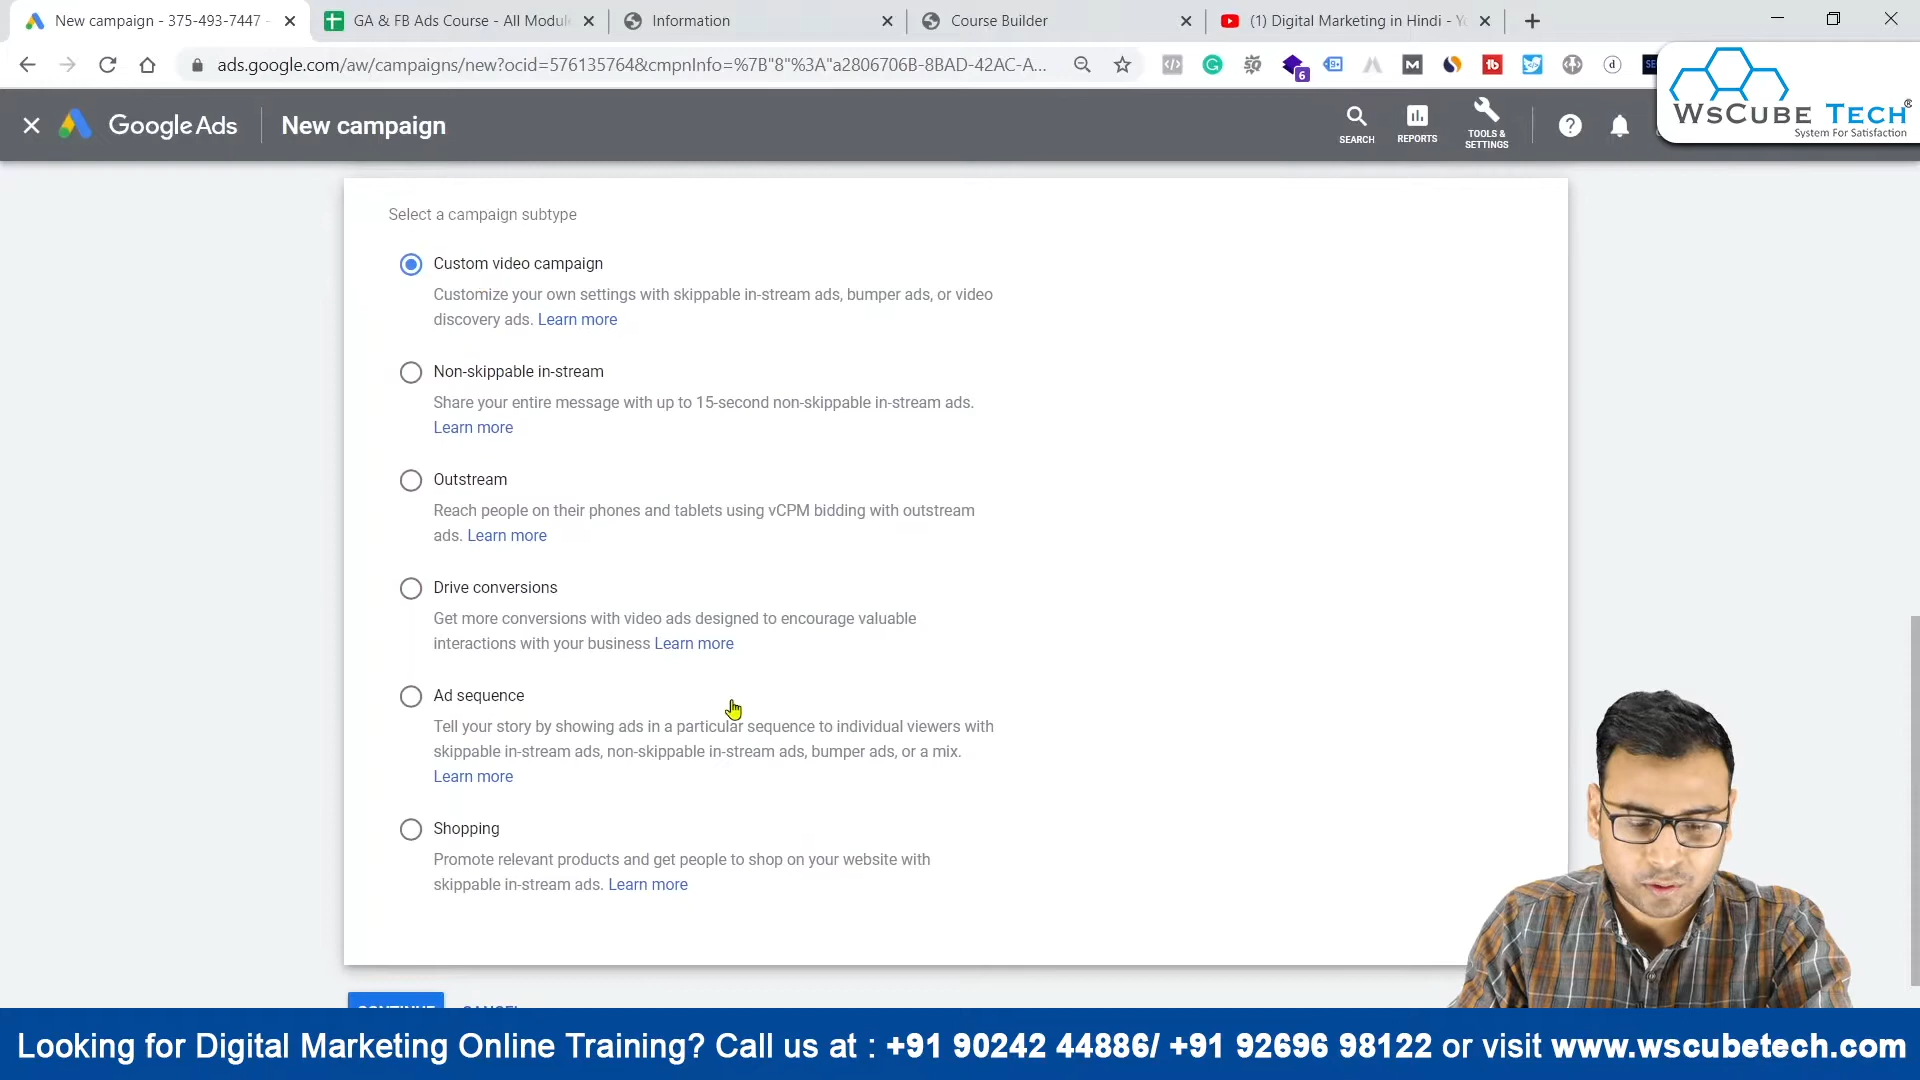 New campaign - 375-493-7447 -
GA & FB Ads Course - All Modul
Information
Course Builder
(1) Digital Marketing in Hindi - Yo
ads.google.com/aw/campaigns/new?ocid=576135764&cmpnInfo=%7B"8"%3A"a2806706B-8BAD-42AC-A...
6
Google Ads
New campaign
SEARCH
REPORTS
TOOLS &
SETTINGS
WsCube Tech®
System For Satisfaction
Select a campaign subtype
Custom video campaign
Customize your own settings with skippable in-stream ads, bumper ads, or video
discovery ads. Learn more
Non-skippable in-stream
Share your entire message with up to 15-second non-skippable in-stream ads.
Learn more
Outstream
Reach people on their phones and tablets using vCPM bidding with outstream
ads. Learn more
Drive conversions
Get more conversions with video ads designed to encourage valuable
interactions with your business Learn more
Ad sequence
Tell your story by showing ads in a particular sequence to individual viewers with
skippable in-stream ads, non-skippable in-stream ads, bumper ads, or a mix.
Learn more
Shopping
Promote relevant products and get people to shop on your website with
skippable in-stream ads. Learn more
CONTINUE CANCEL
Looking for Digital Marketing Online Training? Call us at : +91 90242 44886/ +91 92696 98122 or visit www.wscubetech.com